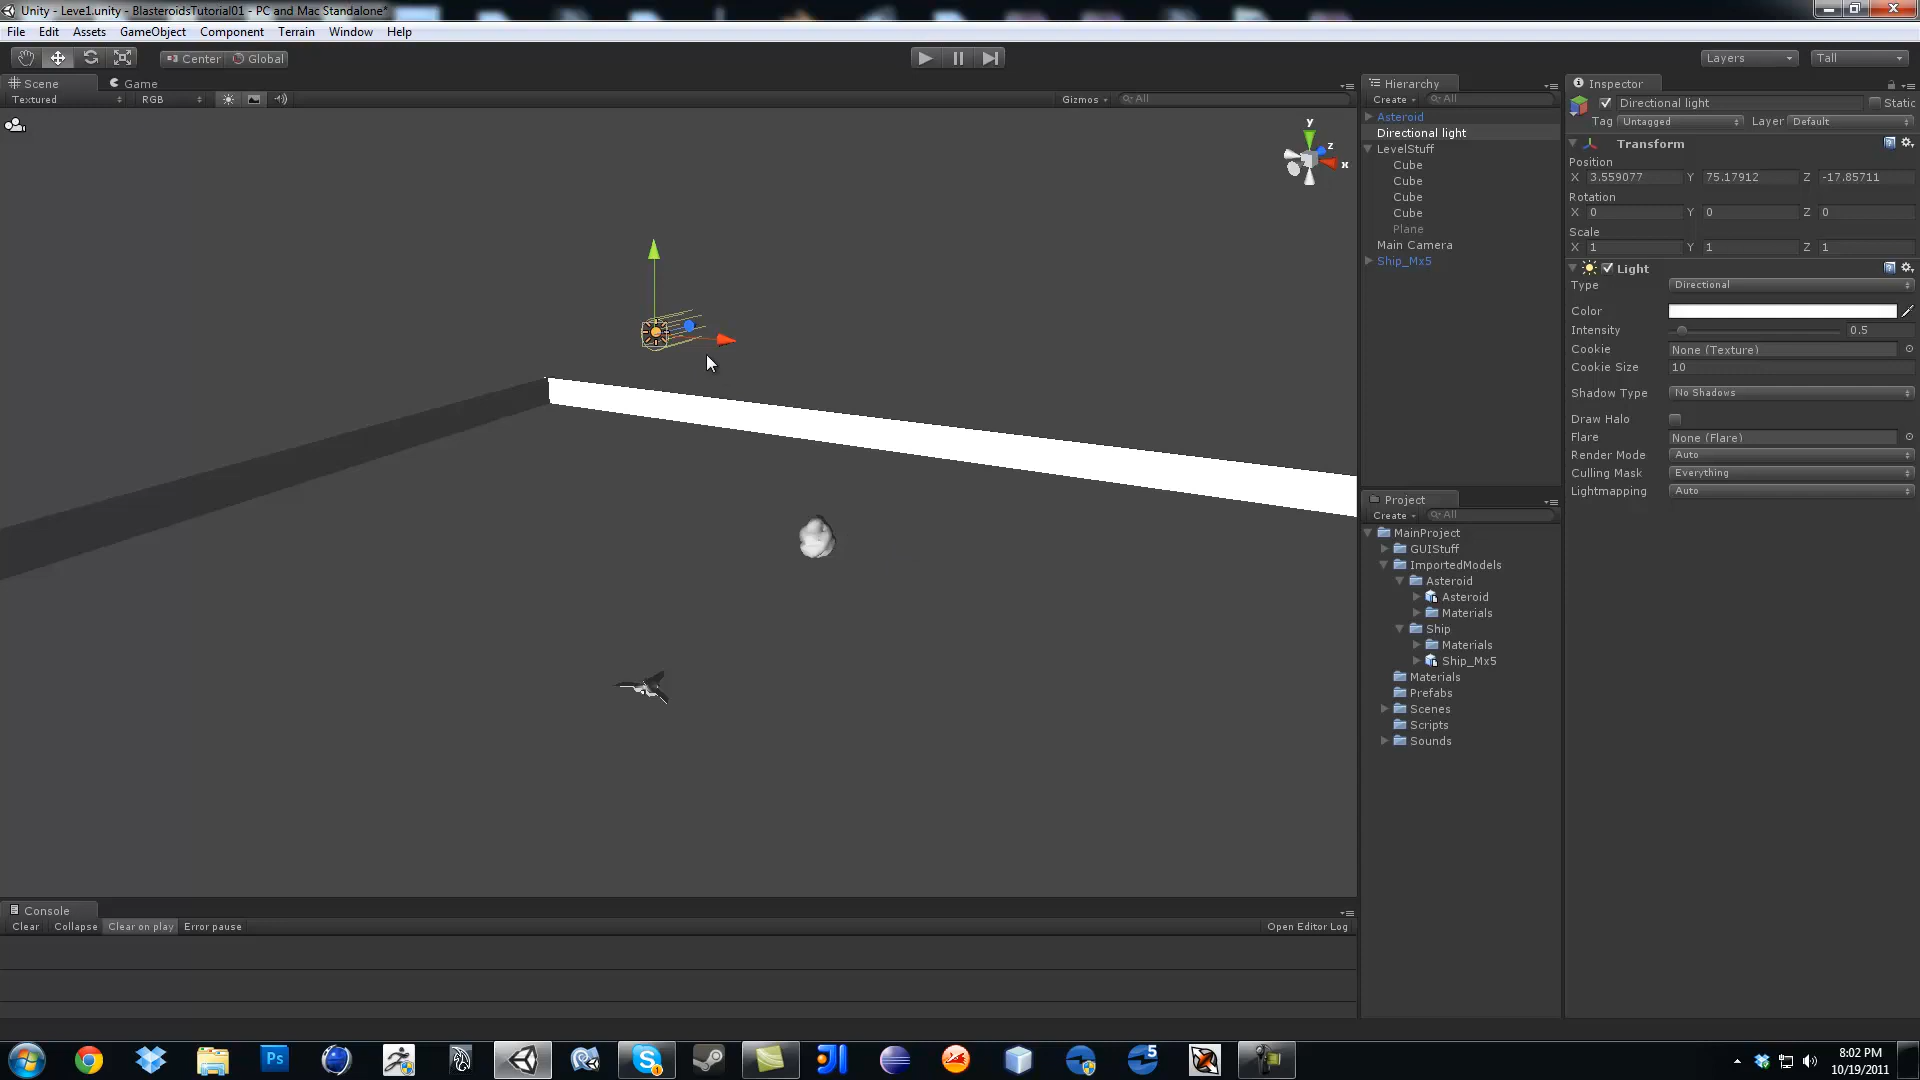 Unity - Leve1.unity - BlasteroidsTutorial01 - PC and Mac Standalone*
File Edit Assets GameObject Component Terrain Window Help
Center Global Layers Tall
Scene Game
Textured RGB Gizmos All
y
z
x
Hierarchy
Create All
Asteroid
Directional light
LevelStuff
Cube
Cube
Cube
Cube
Plane
Main Camera
Ship_Mx5
Project
Create All
MainProject
GUIStuff
ImportedModels
Asteroid
Asteroid
Materials
Ship
Materials
Ship_Mx5
Materials
Prefabs
Scenes
Scripts
Sounds
Inspector
Directional light Static
Tag Untagged Layer Default
Transform
Position
X 3.559077 Y 75.17912 Z -17.85711
Rotation
X 0 Y 0 Z 0
Scale
X 1 Y 1 Z 1
Light
Type Directional
Color
Intensity 0.5
Cookie None (Texture)
Cookie Size 10
Shadow Type No Shadows
Draw Halo
Flare None (Flare)
Render Mode Auto
Culling Mask Everything
Lightmapping Auto
Console
Clear Collapse Clear on play Error pause Open Editor Log
Ps
5
8:02 PM
10/19/2011